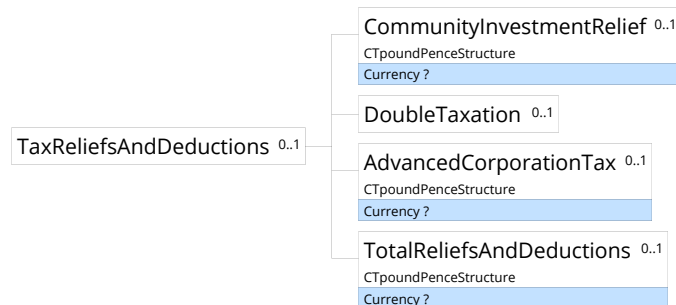 CommunityInvestmentRelief 0..1
CTpoundPenceStructure
Currency ?
DoubleTaxation 0..1
TaxReliefsAndDeductions 0..1
AdvancedCorporationTax 0..1
CTpoundPenceStructure
Currency ?
TotalReliefsAndDeductions 0..1
CTpoundPenceStructure
Currency ?